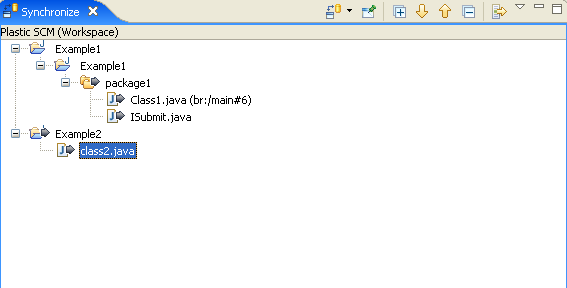 Synchronize
Plastic SCM (Workspace)
Example1
Example1
package1
Class1.java (br:/main#6)
ISubmit.java
Example2
class2.java